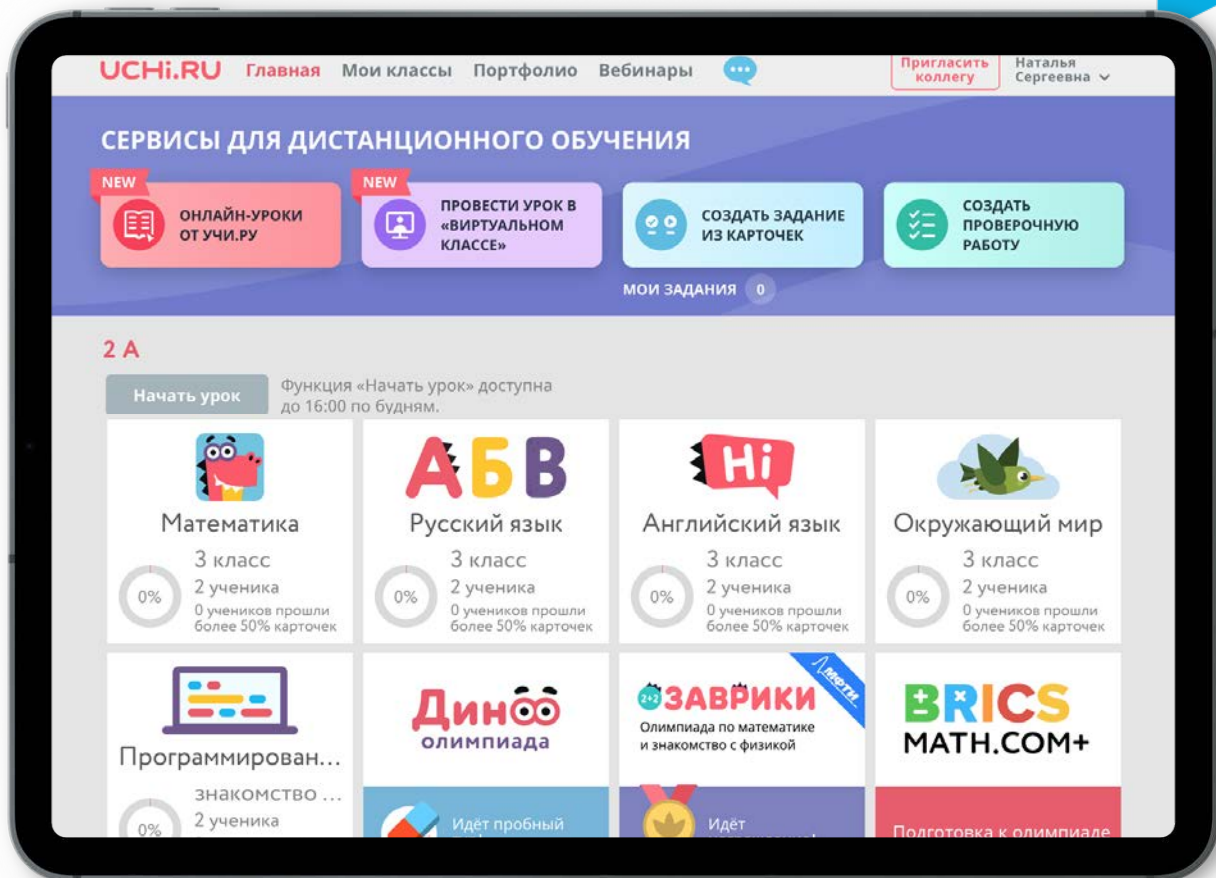 UCHi.RU Главная Мои классы Портфолио Вебинары
Пригласить
коллегу
Наталья
Сергеевна
СЕРВИСЫ ДЛЯ ДИСТАНЦИОННОГО ОБУЧЕНИЯ
NEW
ОНЛАЙН-УРОКИ
ОТ УЧИ.РУ
NEW
ПРОВЕСТИ УРОК В
«ВИРТУАЛЬНОМ
КЛАССЕ»
СОЗДАТЬ ЗАДАНИЕ
ИЗ КАРТОЧЕК
СОЗДАТЬ
ПРОВЕРОЧНУЮ
РАБОТУ
МОИ ЗАДАНИЯ 0
2 А
Начать урок
Функция «Начать урок» доступна
до 16:00 по будням.
Математика
3 класс
0%
2 ученика
0 учеников прошли
более 50% карточек
АБВ
Русский язык
3 класс
0%
2 ученика
0 учеников прошли
более 50% карточек
Hi
Английский язык
3 класс
0%
2 ученика
0 учеников прошли
более 50% карточек
Окружающий мир
3 класс
0%
2 ученика
0 учеников прошли
более 50% карточек
Программирован...
знакомство ...
0%
2 ученика
Дино
олимпиада
Идёт пробный
МФТИ
2+2 ЗАВРИКИ
Олимпиада по математике
и знакомство с физикой
Идёт
BRICS
MATH.COM+
Подготовка к олимпиаде